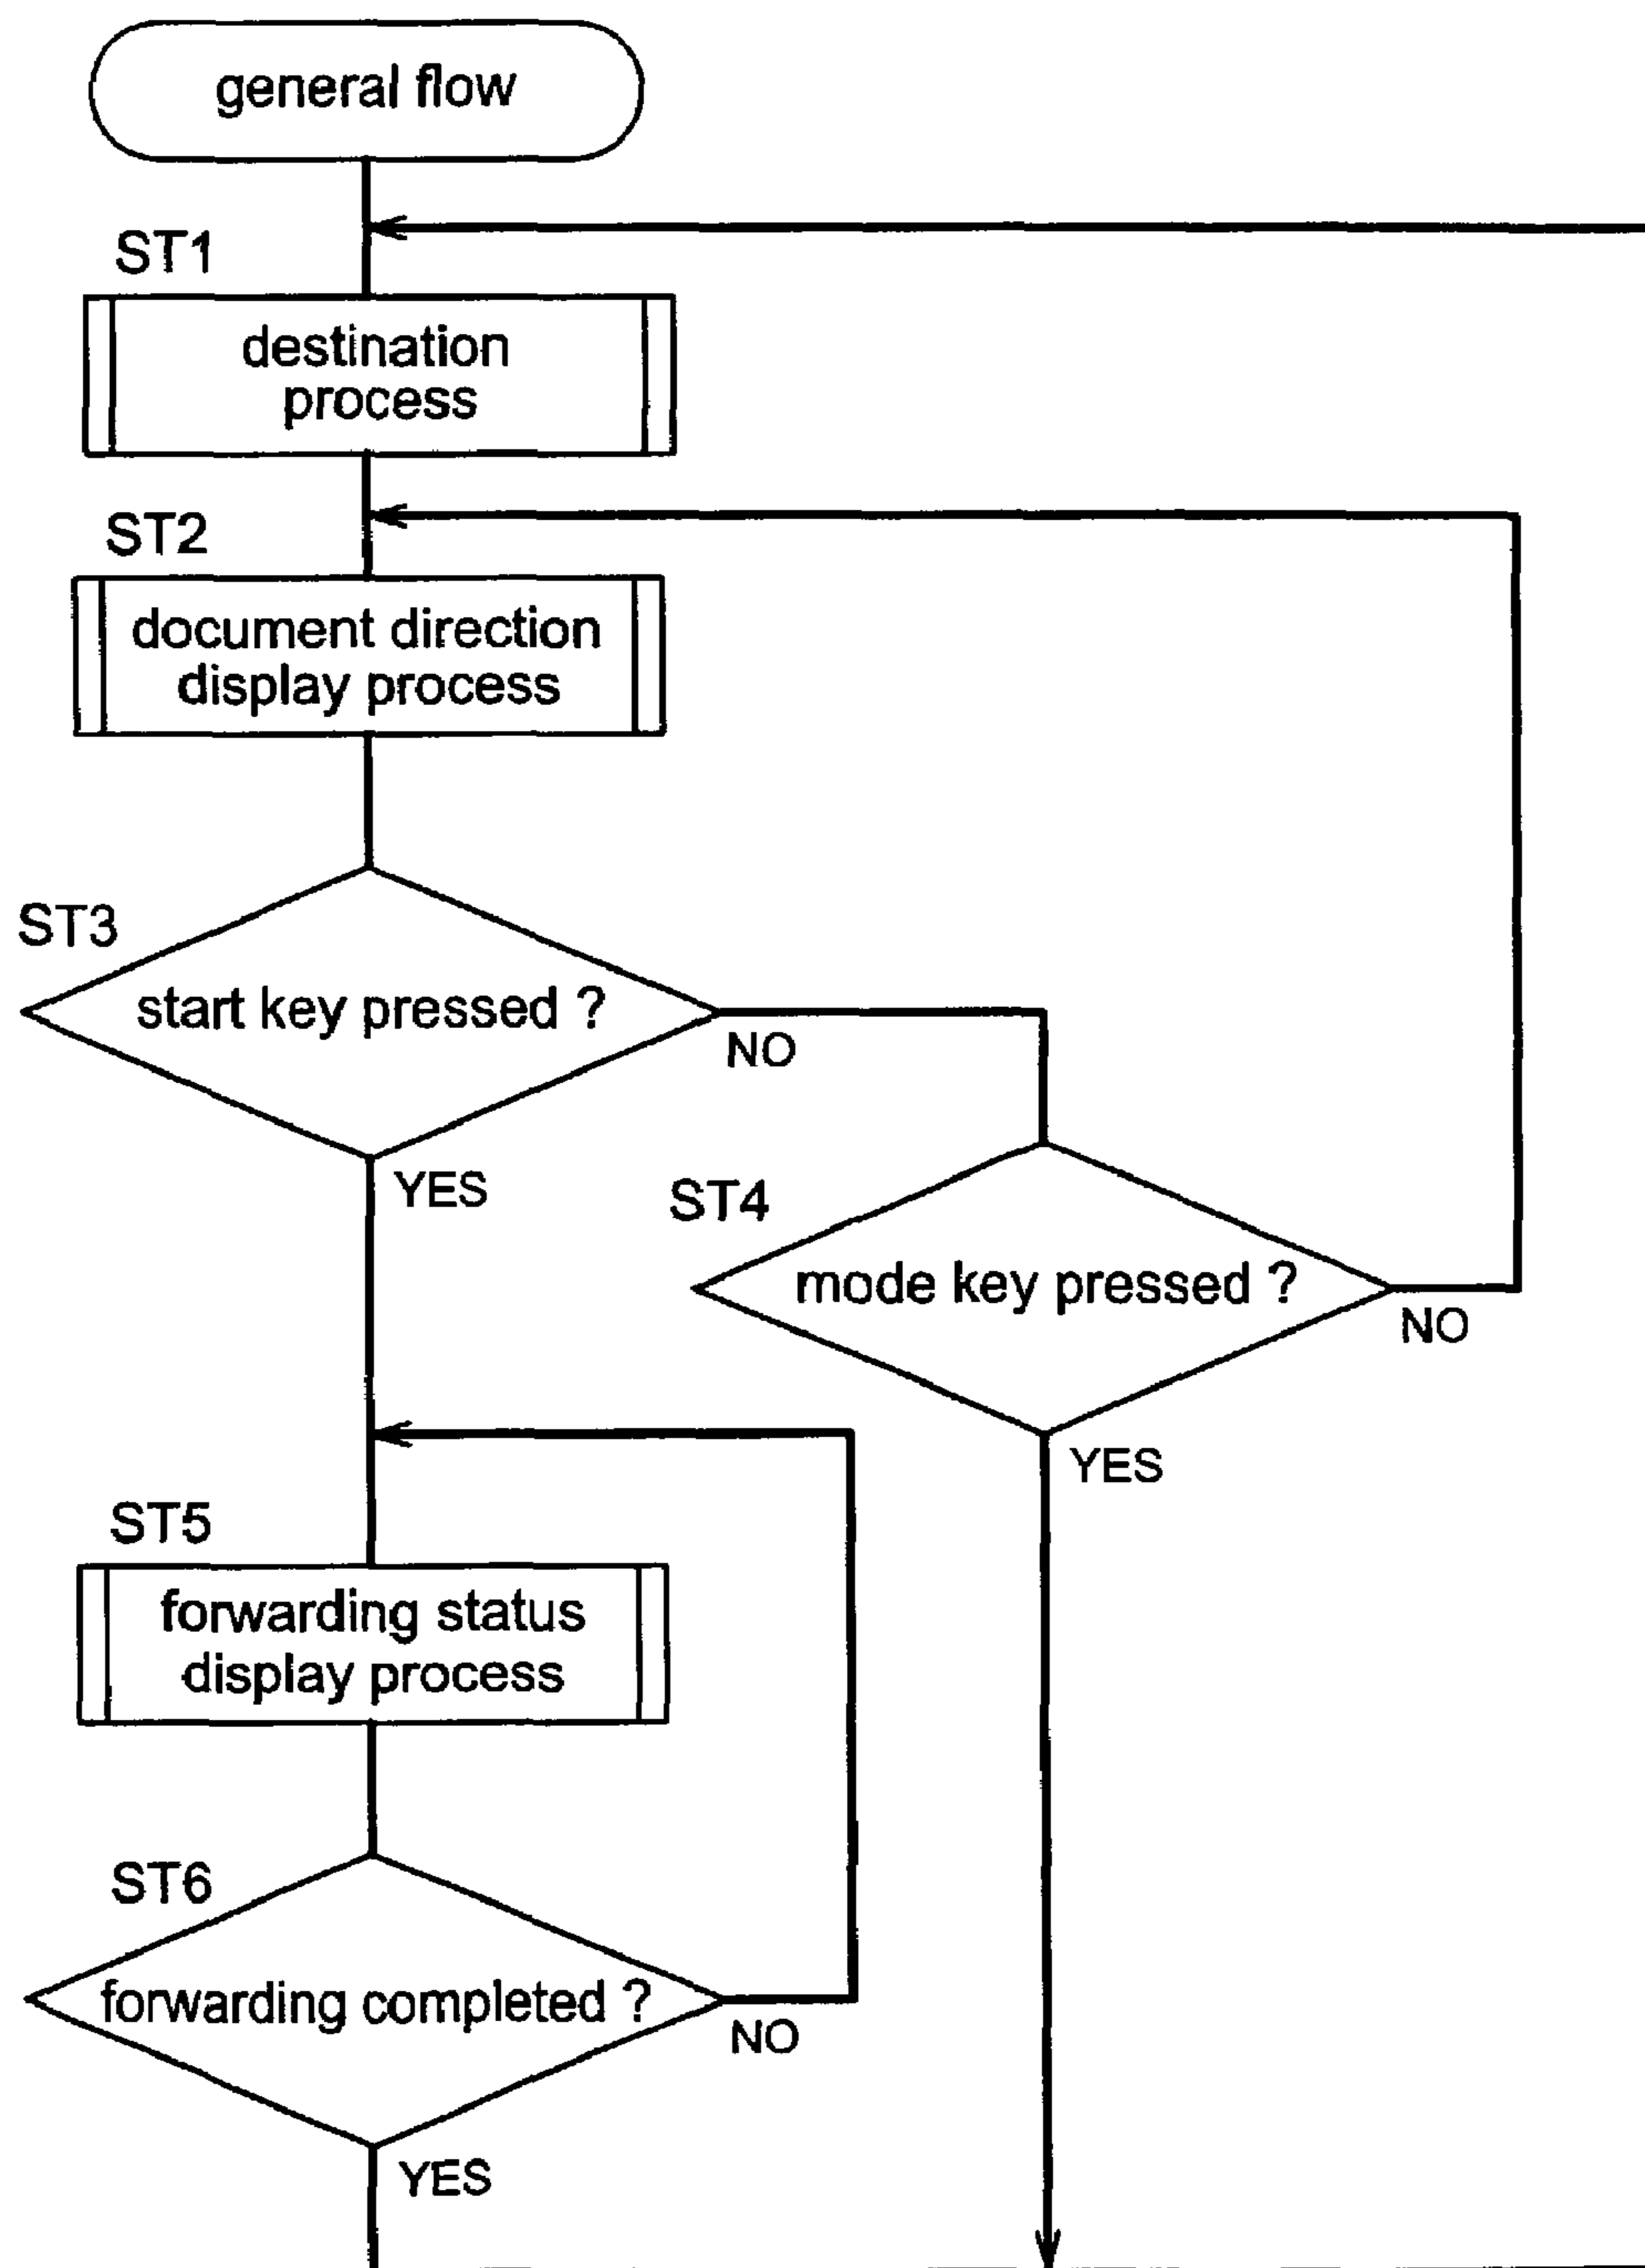 general flow
ST1
destination
process
ST2
document direction
display process
ST3
start key pressed ?
NO
YES
ST4
mode key pressed ?
NO
YES
ST5
forwarding status
display process
ST6
forwarding completed ?
NO
YES